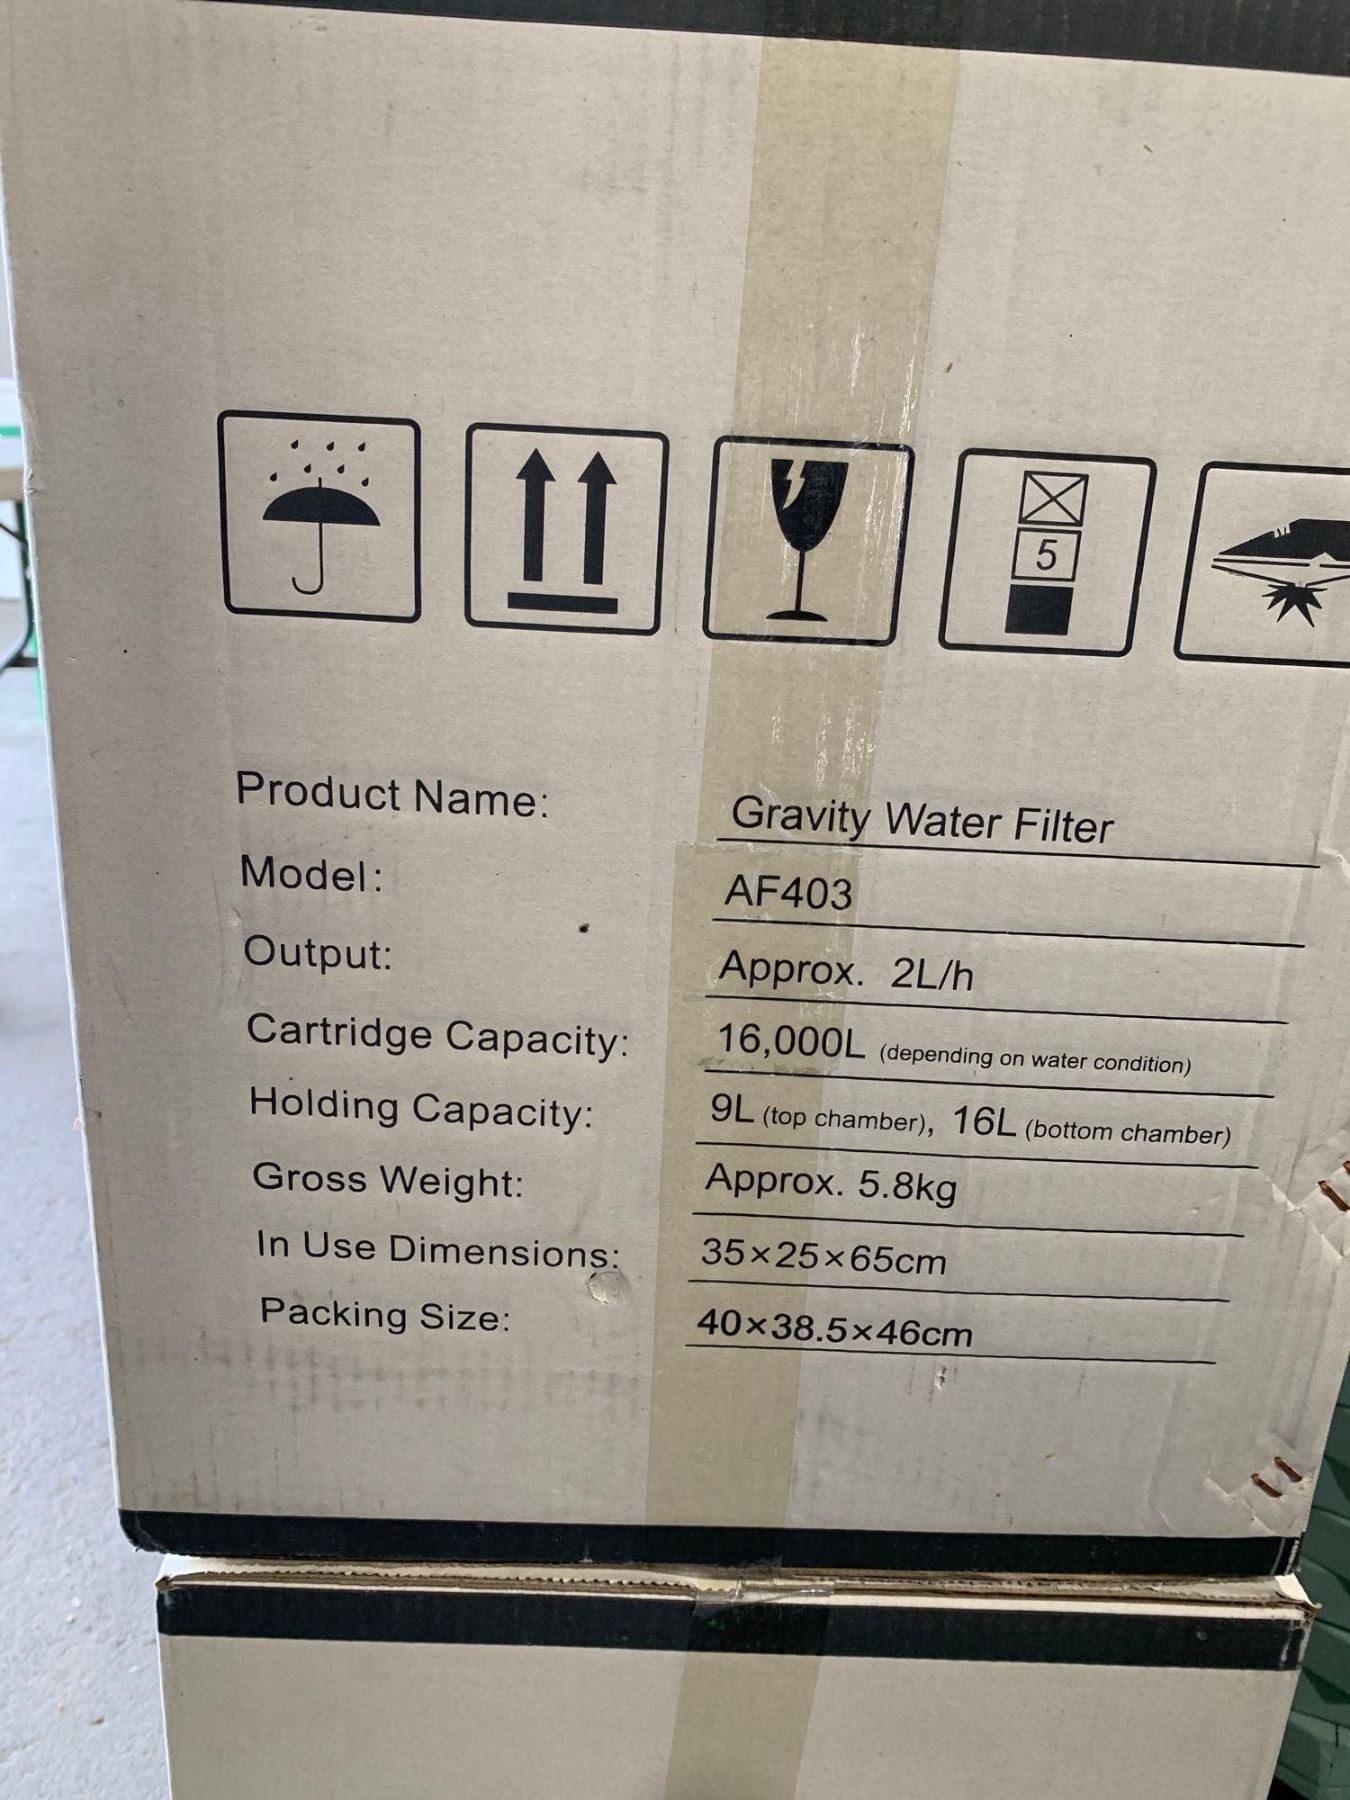 5
Product Name: Gravity Water Filter
Model: AF403
Output: Approx. 2L/h
Cartridge Capacity: 16,000L (depending on water condition)
Holding Capacity: 9L (top chamber), 16L (bottom chamber)
Gross Weight: Approx. 5.8kg
In Use Dimensions: 35×25×65cm
Packing Size: 40×38.5×46cm